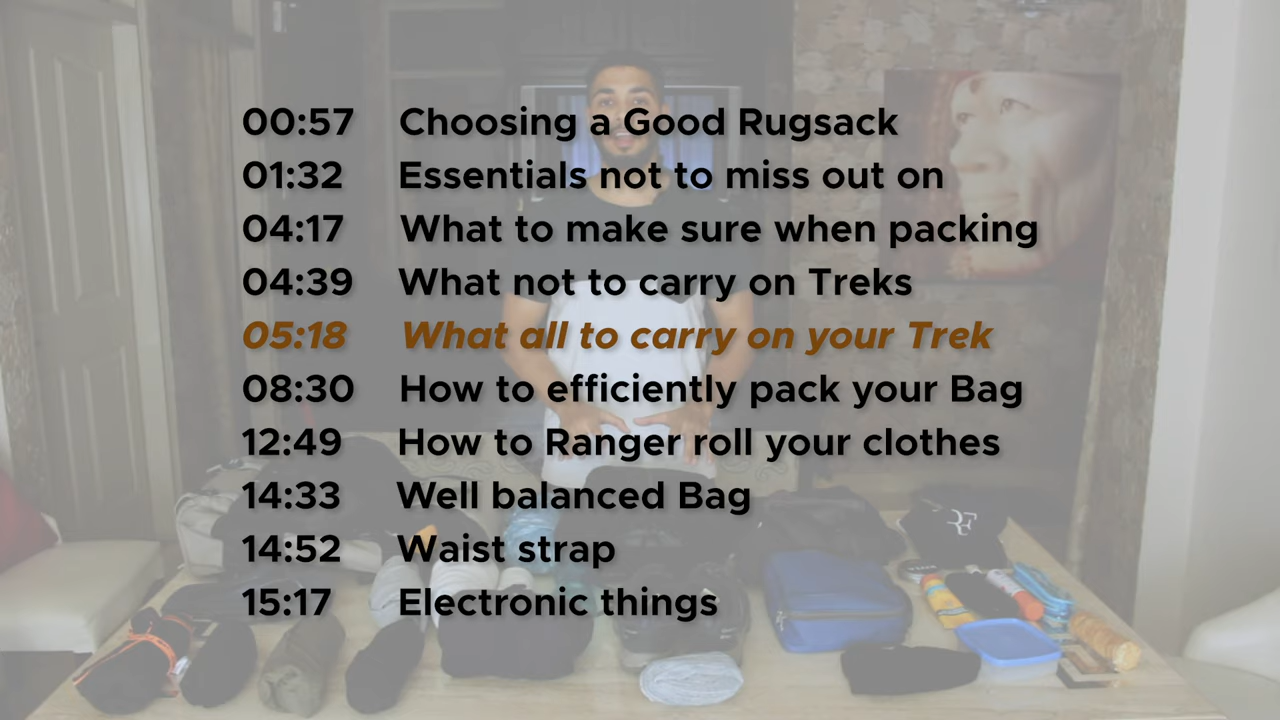 00:57 Choosing a Good Rugsack
01:32 Essentials not to miss out on
04:17 What to make sure when packing
04:39 What not to carry on Treks
05:18 What all to carry on your Trek
08:30 How to efficiently pack your Bag
12:49 How to Ranger roll your clothes
14:33 Well balanced Bag
14:52 Waist strap
15:17 Electronic things